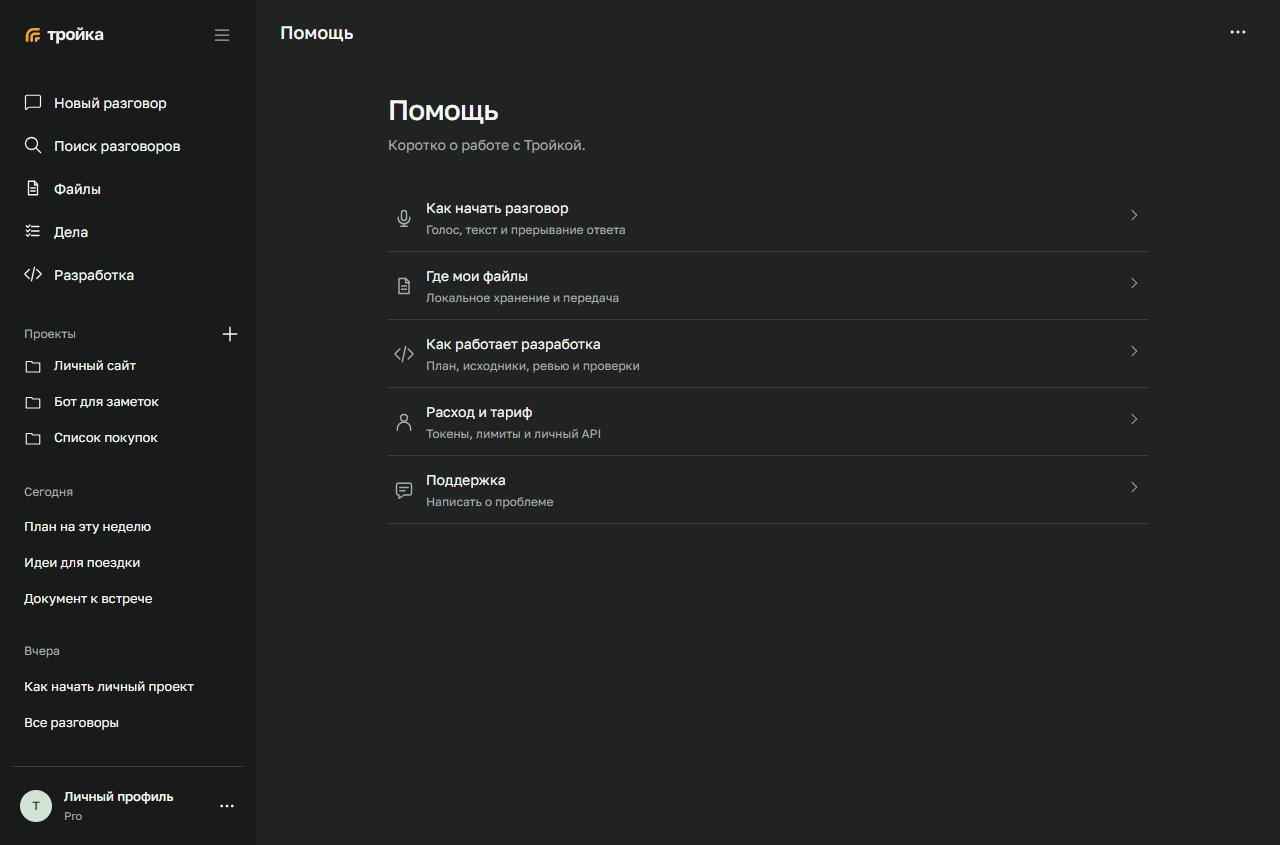 тройка
Помощь
Новый разговор
Поиск разговоров
Файлы
Дела
Разработка
Проекты
Личный сайт
Бот для заметок
Список покупок
Сегодня
План на эту неделю
Идеи для поездки
Документ к встрече
Вчера
Как начать личный проект
Все разговоры
Т
Личный профиль
Pro
Помощь
Коротко о работе с Тройкой.
Как начать разговор
Голос, текст и прерывание ответа
Где мои файлы
Локальное хранение и передача
Как работает разработка
План, исходники, ревью и проверки
Расход и тариф
Токены, лимиты и личный API
Поддержка
Написать о проблеме